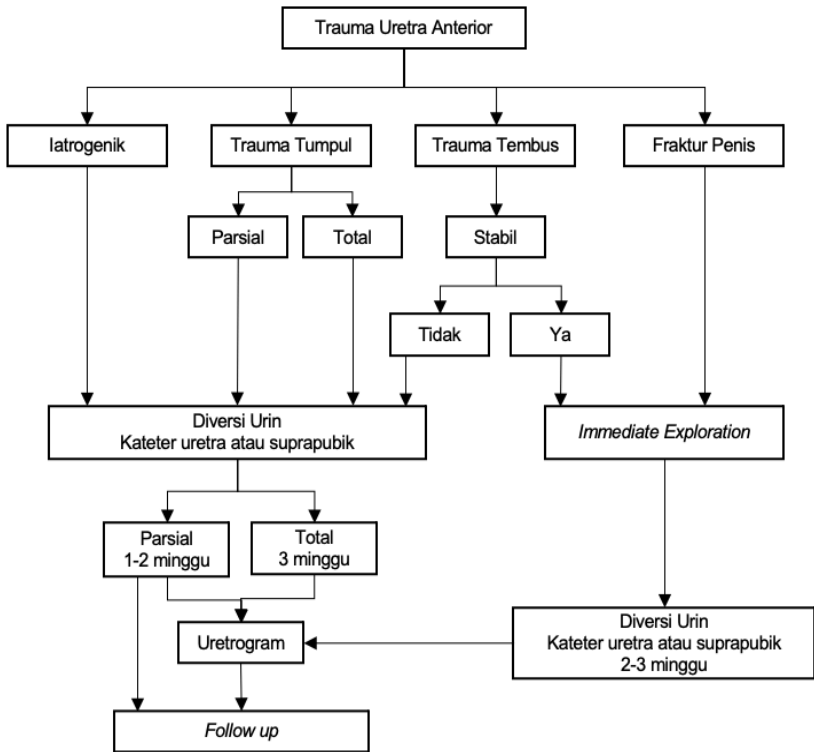 Trauma Uretra Anterior
Iatrogenik
Trauma Tumpul
Trauma Tembus
Fraktur Penis
Parsial
Total
Stabil
Tidak
Ya
Diversi Urin
Kateter uretra atau suprapubik
Immediate Exploration
Parsial
1-2 minggu
Total
3 minggu
Uretrogram
Diversi Urin
Kateter uretra atau suprapubik
2-3 minggu
Follow up